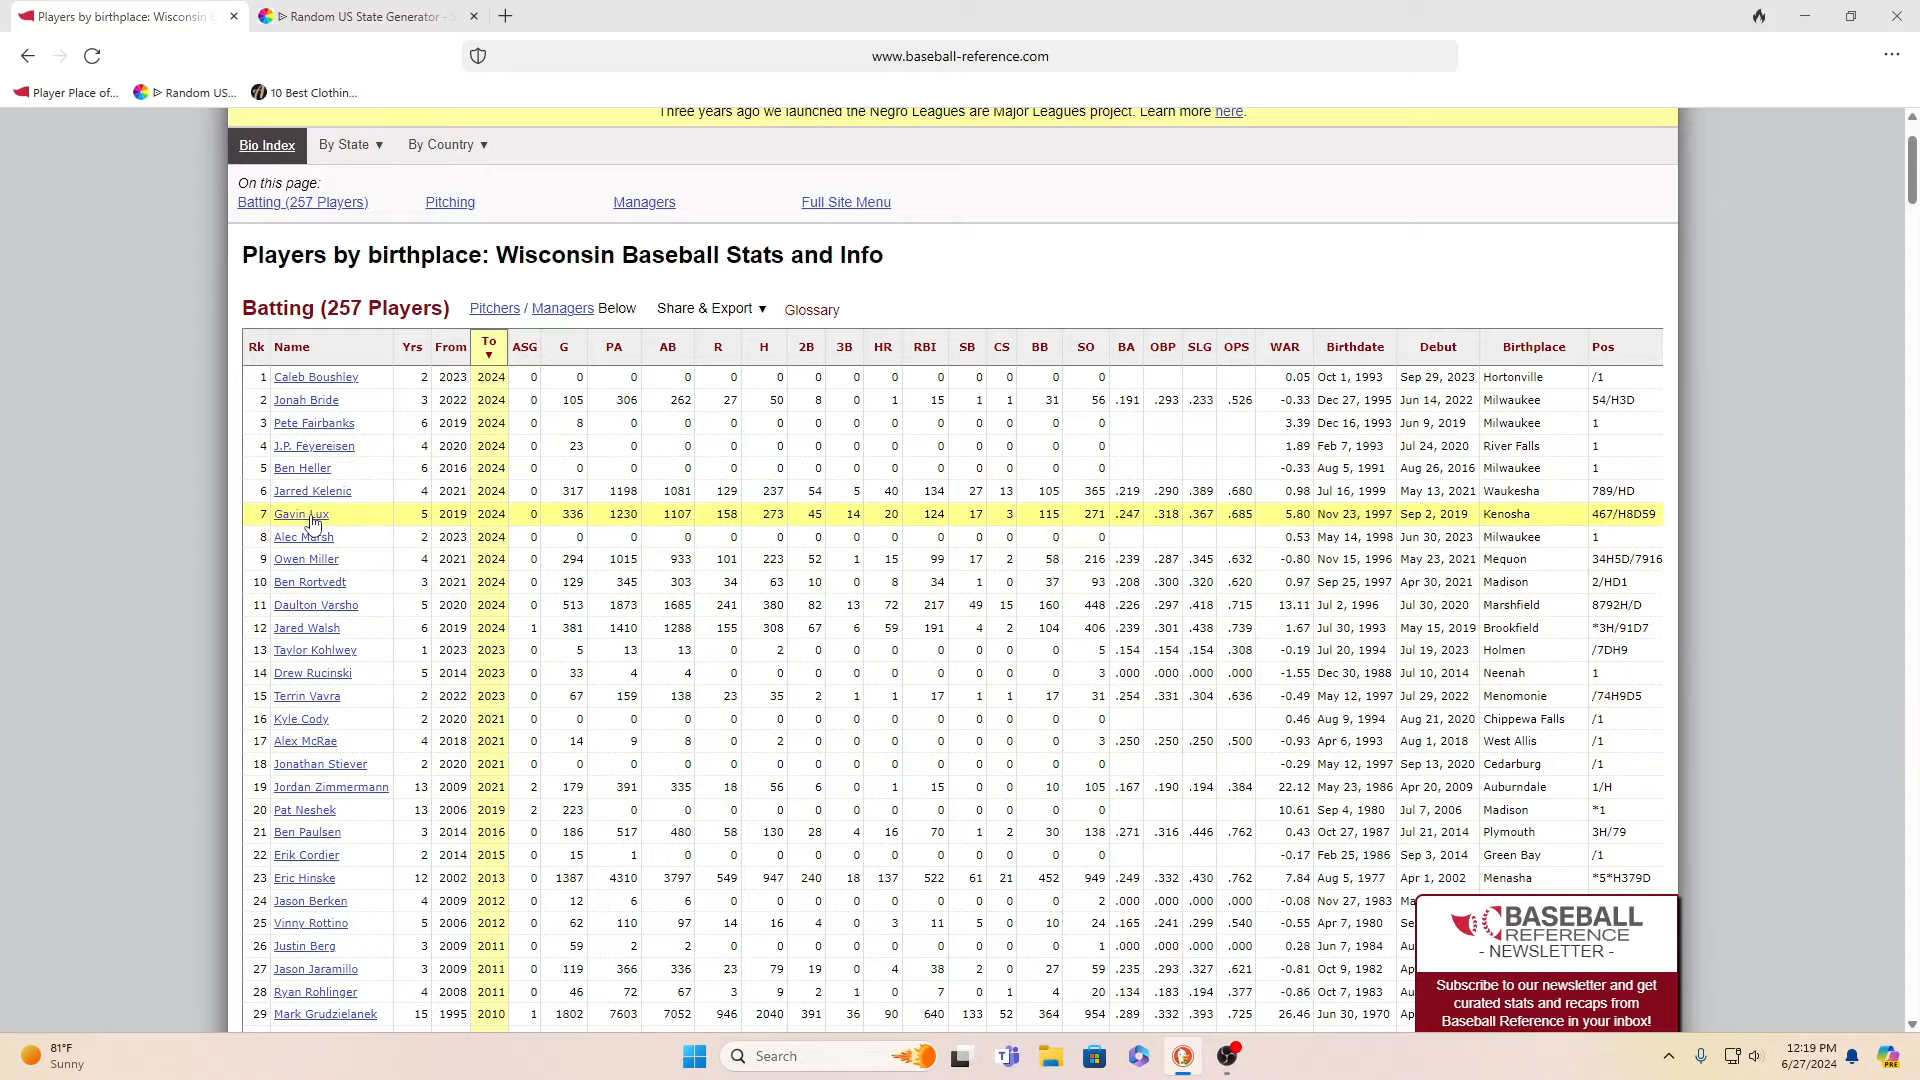 Players by birthplace: Wisconsin B
Random US State Generator - S
www.baseball-reference.com
Player Place of...
Random US...
10 Best Clothin...
Three years ago we launched the Negro Leagues are Major Leagues project. Learn more here.
Bio Index By State ▼ By Country ▼
On this page:
Batting (257 Players) Pitching Managers Full Site Menu
Players by birthplace: Wisconsin Baseball Stats and Info
Batting (257 Players) Pitchers / Managers Below Share & Export ▼ Glossary
Rk Name Yrs From To ▼ ASG G PA AB R H 2B 3B HR RBI SB CS BB SO BA OBP SLG OPS WAR Birthdate Debut Birthplace Pos
1 Caleb Boushley 2 2023 2024 0 0 0 0 0 0 0 0 0 0 0 0 0 0 0.05 Oct 1, 1993 Sep 29, 2023 Hortonville /1
2 Jonah Bride 3 2022 2024 0 105 306 262 27 50 8 0 1 15 1 1 31 56 .191 .293 .233 .526 -0.33 Dec 27, 1995 Jun 14, 2022 Milwaukee 54/H3D
3 Pete Fairbanks 6 2019 2024 0 8 0 0 0 0 0 0 0 0 0 0 0 0 3.39 Dec 16, 1993 Jun 9, 2019 Milwaukee 1
4 J.P. Feyereisen 4 2020 2024 0 23 0 0 0 0 0 0 0 0 0 0 0 0 1.89 Feb 7, 1993 Jul 24, 2020 River Falls 1
5 Ben Heller 6 2016 2024 0 0 0 0 0 0 0 0 0 0 0 0 0 0 -0.33 Aug 5, 1991 Aug 26, 2016 Milwaukee 1
6 Jarred Kelenic 4 2021 2024 0 317 1198 1081 129 237 54 5 40 134 27 13 105 365 .219 .290 .389 .680 0.98 Jul 16, 1999 May 13, 2021 Waukesha 789/HD
7 Gavin Lux 5 2019 2024 0 336 1230 1107 158 273 45 14 20 124 17 3 115 271 .247 .318 .367 .685 5.80 Nov 23, 1997 Sep 2, 2019 Kenosha 467/H8D59
8 Alec Marsh 2 2023 2024 0 0 0 0 0 0 0 0 0 0 0 0 0 0 0.53 May 14, 1998 Jun 30, 2023 Milwaukee 1
9 Owen Miller 4 2021 2024 0 294 1015 933 101 223 52 1 15 99 17 2 58 216 .239 .287 .345 .632 -0.80 Nov 15, 1996 May 23, 2021 Mequon 34H5D/7916
10 Ben Rortvedt 3 2021 2024 0 129 345 303 34 63 10 0 8 34 1 0 37 93 .208 .300 .320 .620 0.97 Sep 25, 1997 Apr 30, 2021 Madison 2/HD1
11 Daulton Varsho 5 2020 2024 0 513 1873 1685 241 380 82 13 72 217 49 15 160 448 .226 .297 .418 .715 13.11 Jul 2, 1996 Jul 30, 2020 Marshfield 8792H/D
12 Jared Walsh 6 2019 2024 1 381 1410 1288 155 308 67 6 59 191 4 2 104 406 .239 .301 .438 .739 1.67 Jul 30, 1993 May 15, 2019 Brookfield *3H/91D7
13 Taylor Kohlwey 1 2023 2023 0 5 13 13 0 2 0 0 0 0 0 0 0 5 .154 .154 .154 .308 -0.19 Jul 20, 1994 Jul 19, 2023 Holmen /7DH9
14 Drew Rucinski 5 2014 2023 0 33 4 4 0 0 0 0 0 0 0 0 0 3 .000 .000 .000 .000 -1.55 Dec 30, 1988 Jul 10, 2014 Neenah 1
15 Terrin Vavra 2 2022 2023 0 67 159 138 23 35 2 1 1 17 1 1 17 31 .254 .331 .304 .636 -0.49 May 12, 1997 Jul 29, 2022 Menomonie /74H9D5
16 Kyle Cody 2 2020 2021 0 0 0 0 0 0 0 0 0 0 0 0 0 0 0.46 Aug 9, 1994 Aug 21, 2020 Chippewa Falls /1
17 Alex McRae 4 2018 2021 0 14 9 8 0 2 0 0 0 0 0 0 0 3 .250 .250 .250 .500 -0.93 Apr 6, 1993 Aug 1, 2018 West Allis /1
18 Jonathan Stiever 2 2020 2021 0 0 0 0 0 0 0 0 0 0 0 0 0 0 -0.29 May 12, 1997 Sep 13, 2020 Cedarburg /1
19 Jordan Zimmermann 13 2009 2021 2 179 391 335 18 56 6 0 1 15 0 0 10 105 .167 .190 .194 .384 22.12 May 23, 1986 Apr 20, 2009 Auburndale 1/H
20 Pat Neshek 13 2006 2019 2 223 0 0 0 0 0 0 0 0 0 0 0 0 10.61 Sep 4, 1980 Jul 7, 2006 Madison *1
21 Ben Paulsen 3 2014 2016 0 186 517 480 58 130 28 4 16 70 1 2 30 138 .271 .316 .446 .762 0.43 Oct 27, 1987 Jul 21, 2014 Plymouth 3H/79
22 Erik Cordier 2 2014 2015 0 15 1 0 0 0 0 0 0 0 0 0 0 0 -0.17 Feb 25, 1986 Sep 3, 2014 Green Bay /1
23 Eric Hinske 12 2002 2013 0 1387 4310 3797 549 947 240 18 137 522 61 21 452 949 .249 .332 .430 .762 7.84 Aug 5, 1977 Apr 1, 2002 Menasha *5*H379D
24 Jason Berken 4 2009 2012 0 12 6 6 0 0 0 0 0 0 0 0 0 2 .000 .000 .000 .000 -0.08 Nov 27, 1983 Ma
25 Vinny Rottino 5 2006 2012 0 62 110 97 14 16 4 0 3 11 5 0 10 24 .165 .241 .299 .540 -0.55 Apr 7, 1980 Se
26 Justin Berg 3 2009 2011 0 59 2 2 0 0 0 0 0 0 0 0 0 1 .000 .000 .000 .000 0.28 Jun 7, 1984 Au
27 Jason Jaramillo 3 2009 2011 0 119 366 336 23 79 19 0 4 38 2 0 27 59 .235 .293 .327 .621 -0.81 Oct 9, 1982 Ap
28 Ryan Rohlinger 4 2008 2011 0 46 72 67 3 9 2 1 0 7 0 1 4 20 .134 .183 .194 .377 -0.86 Oct 7, 1983 Au
29 Mark Grudzielanek 15 1995 2010 1 1802 7603 7052 946 2040 391 36 90 640 133 52 364 954 .289 .332 .393 .725 26.46 Jun 30, 1970 Ap
BASEBALL
REFERENCE
- NEWSLETTER -
Subscribe to our newsletter and get
curated stats and recaps from
Baseball Reference in your inbox!
81°F
Sunny
Search
12:19 PM
6/27/2024
PRE